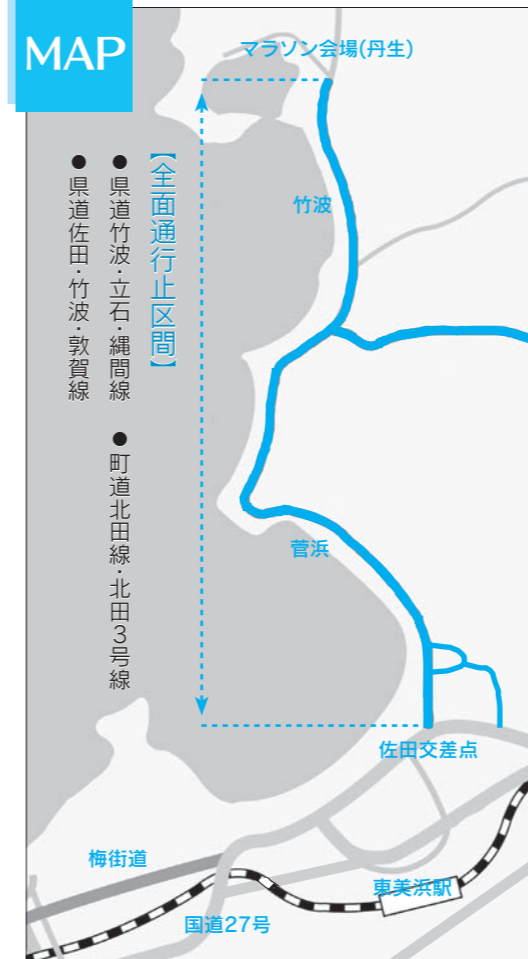 MAP
マラソン会場(丹生)
【全面通行止区間】
●県道竹波・立石・縄間線 ●町道北田線・北田3号線
●県道佐田・竹波・敦賀線
竹波
菅浜
佐田交差点
梅街道
東美浜駅
国道27号